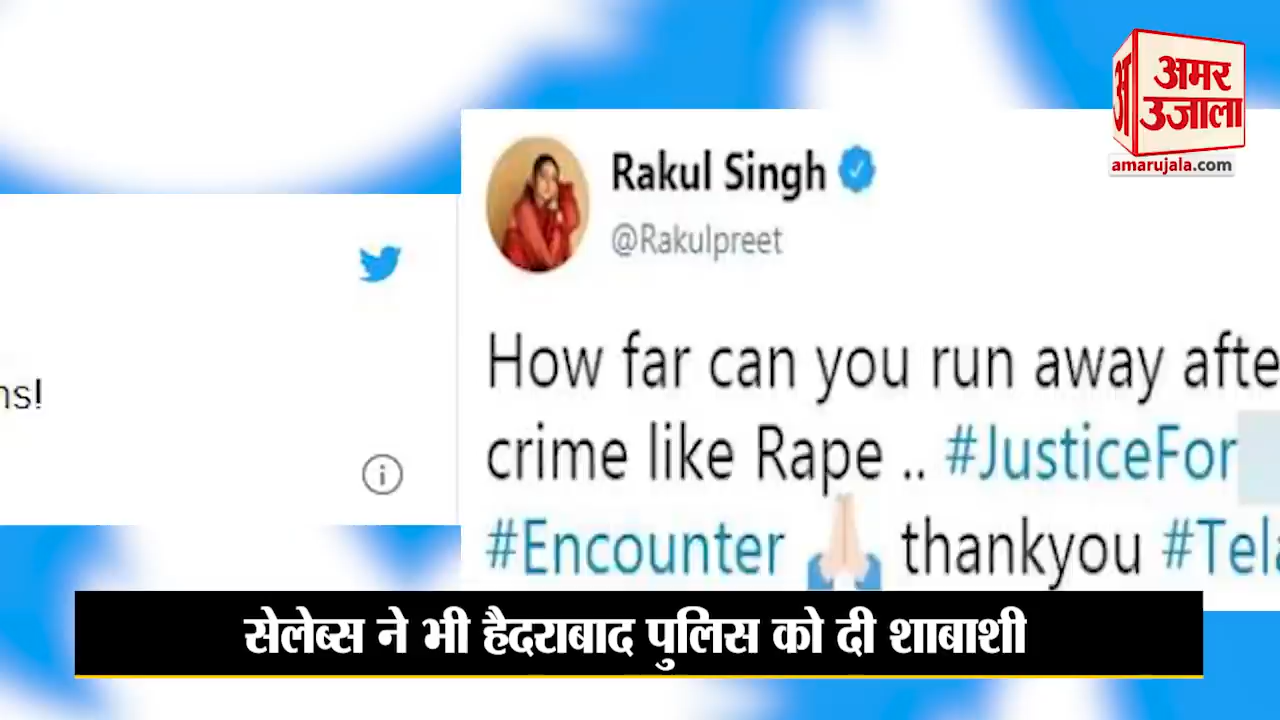 अमर
उजाला
amarujala.com
Rakul Singh
@Rakulpreet
ns!
How far can you run away afte
crime like Rape .. #JusticeFor
#Encounter 🙏 thankyou #Tela
सेलेब्स ने भी हैदराबाद पुलिस को दी शाबाशी